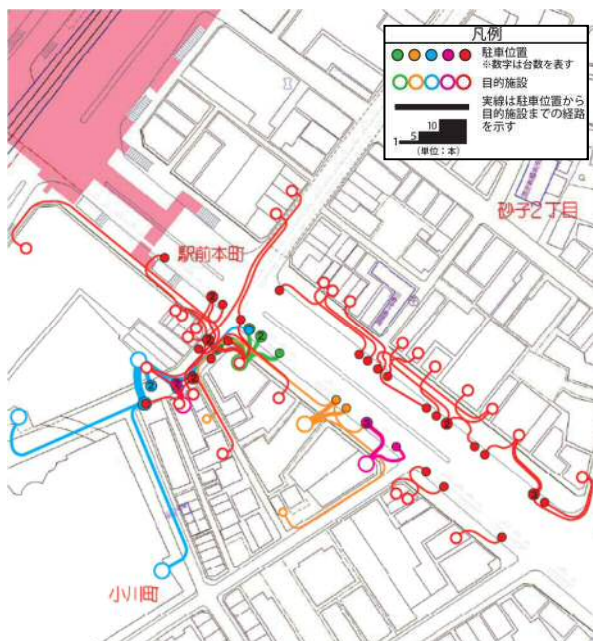 凡例
駐車位置
※数字は台数を表す
目的施設
実線は駐車位置から
目的施設までの経路
を示す
10
5
1
(単位：本)
砂子2丁目
駅前本町
2
2
2
小川町